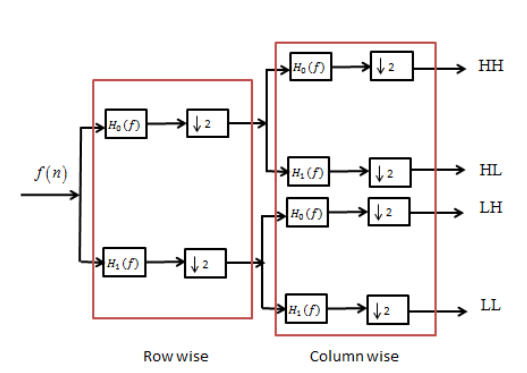 H₀(f) ↓2 HH
H₀(f) ↓2
f(n)
H₁(f) ↓2 HL
H₀(f) ↓2 LH
H₁(f) ↓2
H₁(f) ↓2 LL
Row wise Column wise